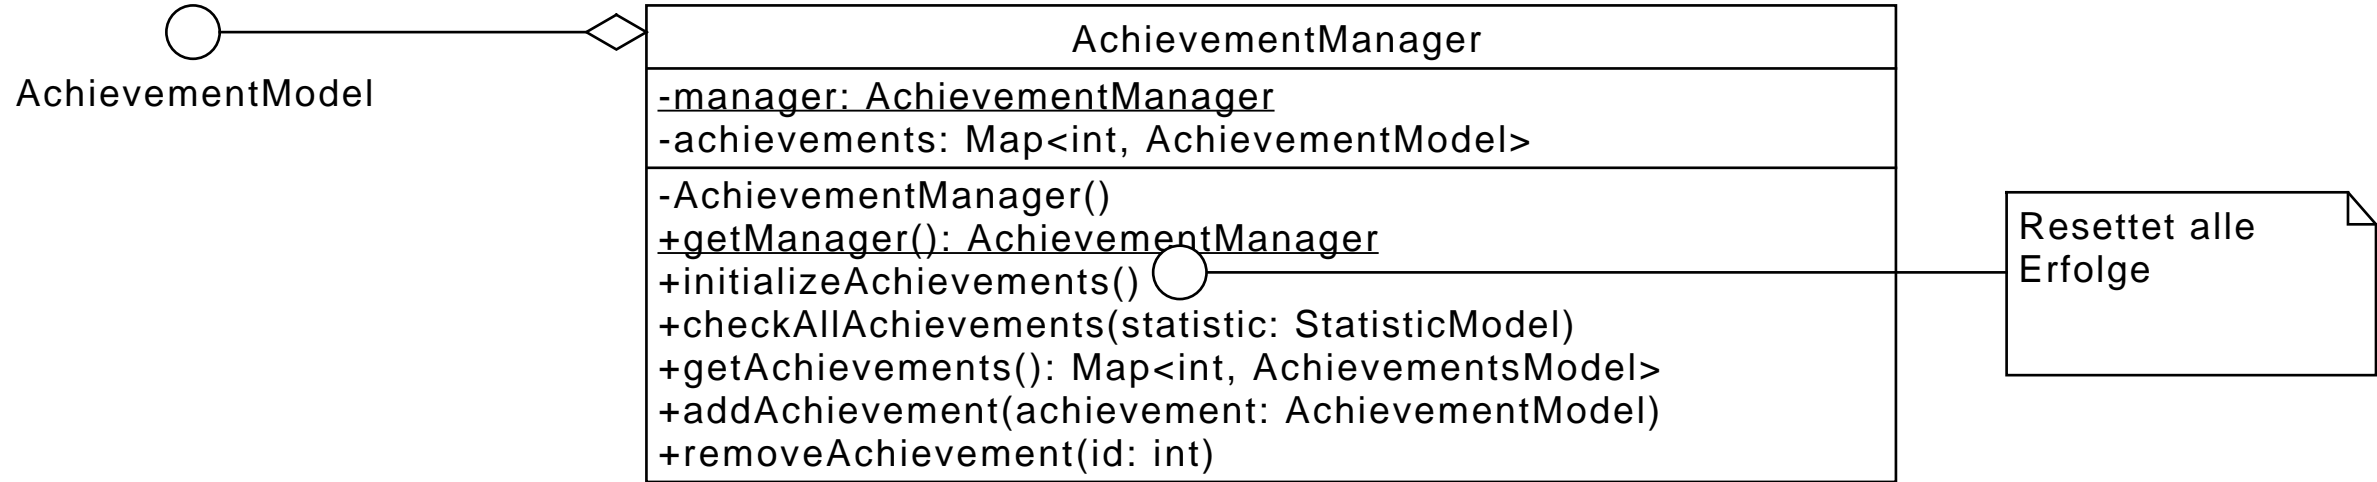 AchievementManager
AchievementModel
-manager: AchievementManager
-achievements: Map<int, AchievementModel>
-AchievementManager()
+getManager(): AchievementManager
+initializeAchievements()
+checkAllAchievements(statistic: StatisticModel)
+getAchievements(): Map<int, AchievementsModel>
+addAchievement(achievement: AchievementModel)
+removeAchievement(id: int)
Resettet alle
Erfolge